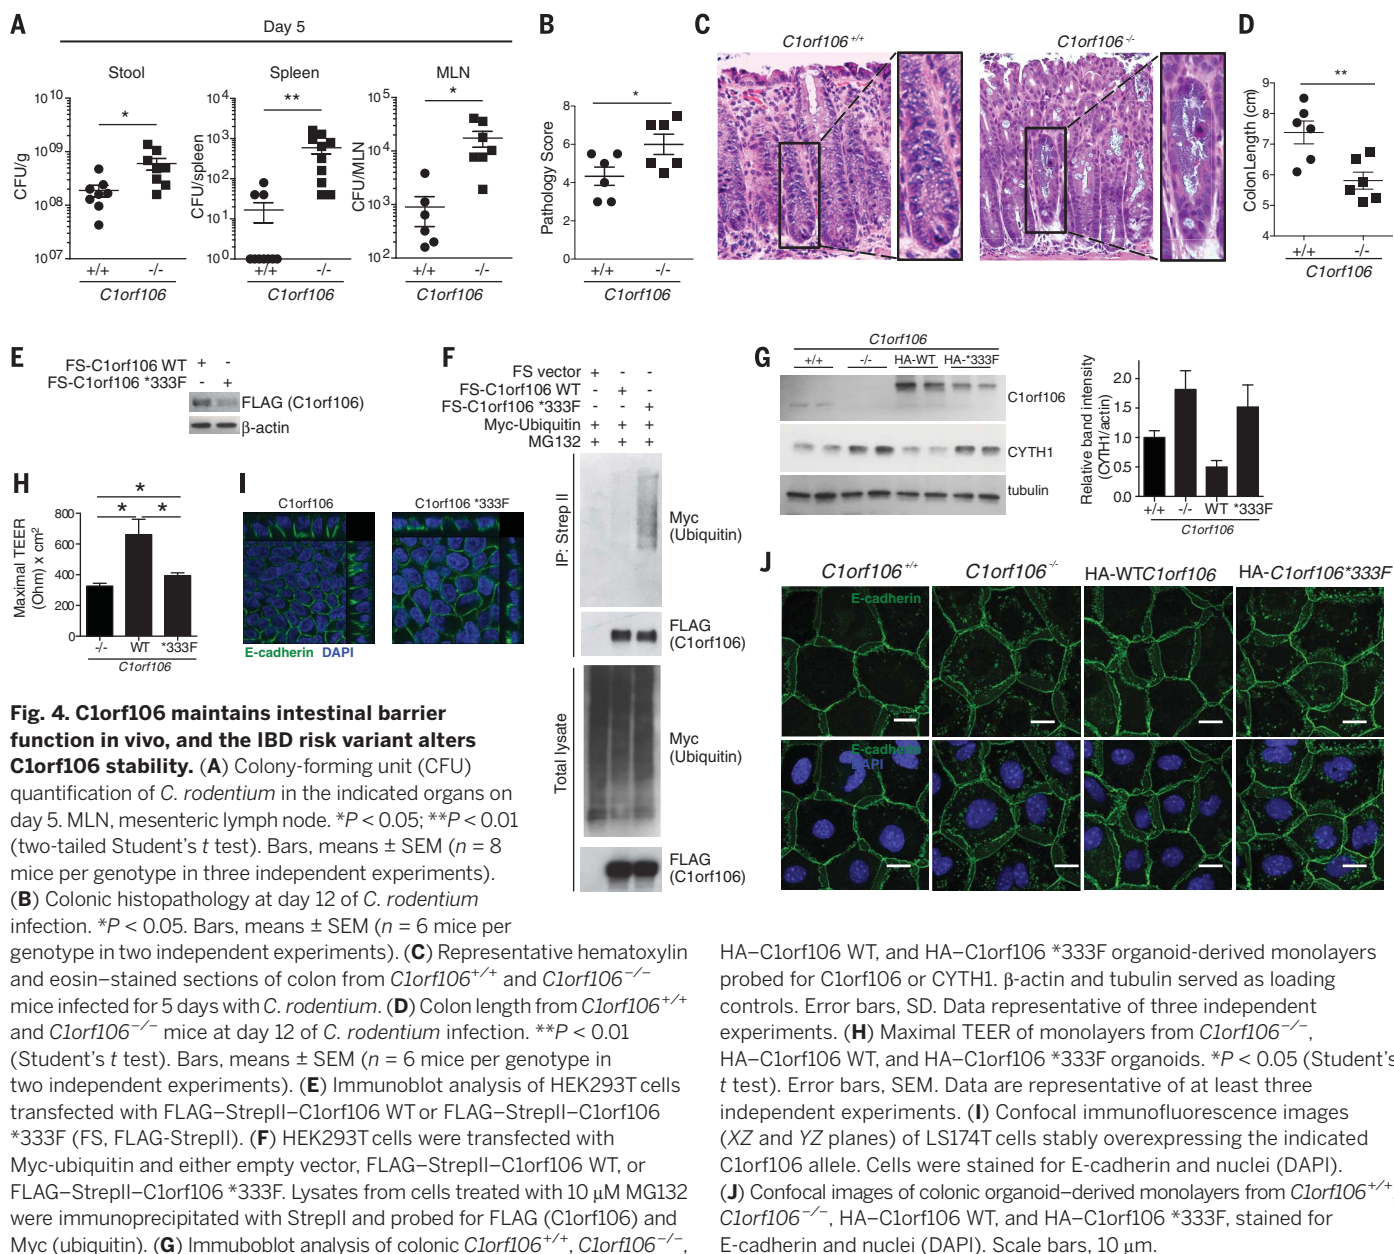 A
Day 5
Stool
Spleen
MLN
CFU/g
10^10
10^9
10^8
10^7
*
+/+
-/-
C1orf106
CFU/spleen
10^4
10^3
10^2
10^1
10^0
**
+/+
-/-
C1orf106
CFU/MLN
10^5
10^4
10^3
10^2
*
+/+
-/-
C1orf106
B
Pathology Score
8
6
4
2
0
*
+/+
-/-
C1orf106
C
C1orf106+/+
C1orf106-/-
D
Colon Length (cm)
9
8
7
6
5
4
**
+/+
-/-
C1orf106
E
FS-C1orf106 WT + -
FS-C1orf106 *333F - +
FLAG (C1orf106)
β-actin
F
FS vector + - -
FS-C1orf106 WT - + -
FS-C1orf106 *333F - - +
Myc-Ubiquitin + + +
MG132 + + +
IP: Strep II
Myc
(Ubiquitin)
FLAG
(C1orf106)
Total lysate
Myc
(Ubiquitin)
FLAG
(C1orf106)
G
C1orf106
+/+ -/- HA-WT HA-*333F
C1orf106
CYTH1
tubulin
Relative band intensity
(CYTH1/actin)
2.0
1.5
1.0
0.5
0.0
+/+ -/- WT *333F
C1orf106
H
Maximal TEER
(Ohm) x cm²
800
600
400
200
0
*
* *
-/- WT *333F
C1orf106
I
C1orf106
C1orf106 *333F
E-cadherin DAPI
J
C1orf106+/+
C1orf106-/-
HA-WTC1orf106
HA-C1orf106*333F
E-cadherin
E-cadherin
DAPI
Fig. 4. C1orf106 maintains intestinal barrier
function in vivo, and the IBD risk variant alters
C1orf106 stability. (A) Colony-forming unit (CFU)
quantification of C. rodentium in the indicated organs on
day 5. MLN, mesenteric lymph node. *P < 0.05; **P < 0.01
(two-tailed Student's t test). Bars, means ± SEM (n = 8
mice per genotype in three independent experiments).
(B) Colonic histopathology at day 12 of C. rodentium
infection. *P < 0.05. Bars, means ± SEM (n = 6 mice per
genotype in two independent experiments). (C) Representative hematoxylin
and eosin–stained sections of colon from C1orf106+/+ and C1orf106−/−
mice infected for 5 days with C. rodentium. (D) Colon length from C1orf106+/+
and C1orf106−/− mice at day 12 of C. rodentium infection. **P < 0.01
(Student's t test). Bars, means ± SEM (n = 6 mice per genotype in
two independent experiments). (E) Immunoblot analysis of HEK293T cells
transfected with FLAG–StrepII–C1orf106 WT or FLAG–StrepII–C1orf106
*333F (FS, FLAG-StrepII). (F) HEK293T cells were transfected with
Myc-ubiquitin and either empty vector, FLAG–StrepII–C1orf106 WT, or
FLAG–StrepII–C1orf106 *333F. Lysates from cells treated with 10 μM MG132
were immunoprecipitated with StrepII and probed for FLAG (C1orf106) and
Myc (ubiquitin). (G) Immuboblot analysis of colonic C1orf106+/+, C1orf106−/−,
HA–C1orf106 WT, and HA–C1orf106 *333F organoid-derived monolayers
probed for C1orf106 or CYTH1. β-actin and tubulin served as loading
controls. Error bars, SD. Data representative of three independent
experiments. (H) Maximal TEER of monolayers from C1orf106−/−,
HA–C1orf106 WT, and HA–C1orf106 *333F organoids. *P < 0.05 (Student's
t test). Error bars, SEM. Data are representative of at least three
independent experiments. (I) Confocal immunofluorescence images
(XZ and YZ planes) of LS174T cells stably overexpressing the indicated
C1orf106 allele. Cells were stained for E-cadherin and nuclei (DAPI).
(J) Confocal images of colonic organoid–derived monolayers from C1orf106+/+,
C1orf106−/−, HA–C1orf106 WT, and HA–C1orf106 *333F, stained for
E-cadherin and nuclei (DAPI). Scale bars, 10 μm.